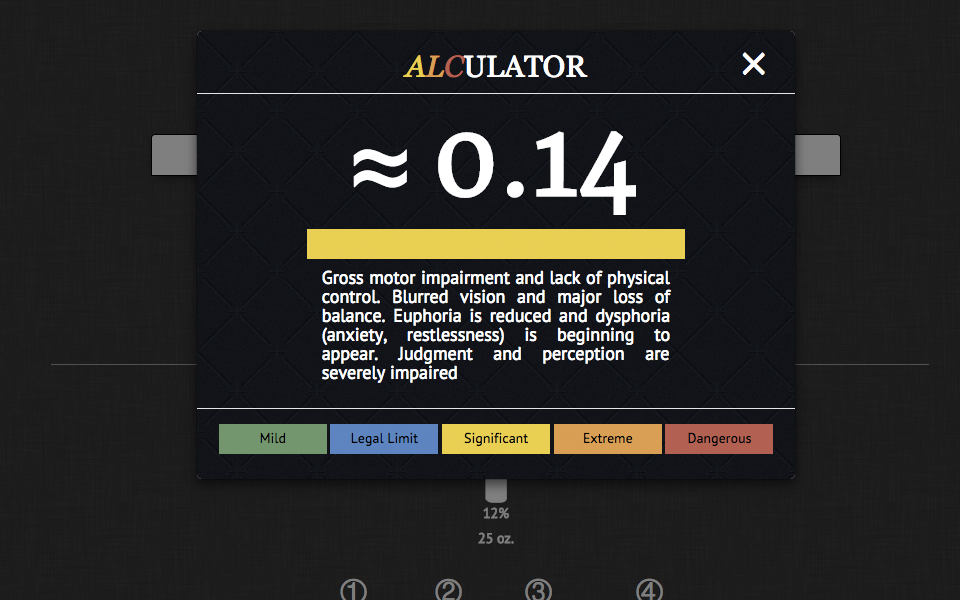 ALCULATOR
≈ 0.14
Gross motor impairment and lack of physical
control. Blurred vision and major loss of
balance. Euphoria is reduced and dysphoria
(anxiety, restlessness) is beginning to
appear. Judgment and perception are
severely impaired
Mild Legal Limit Significant Extreme Dangerous
12%
25 oz.
① ② ③ ④